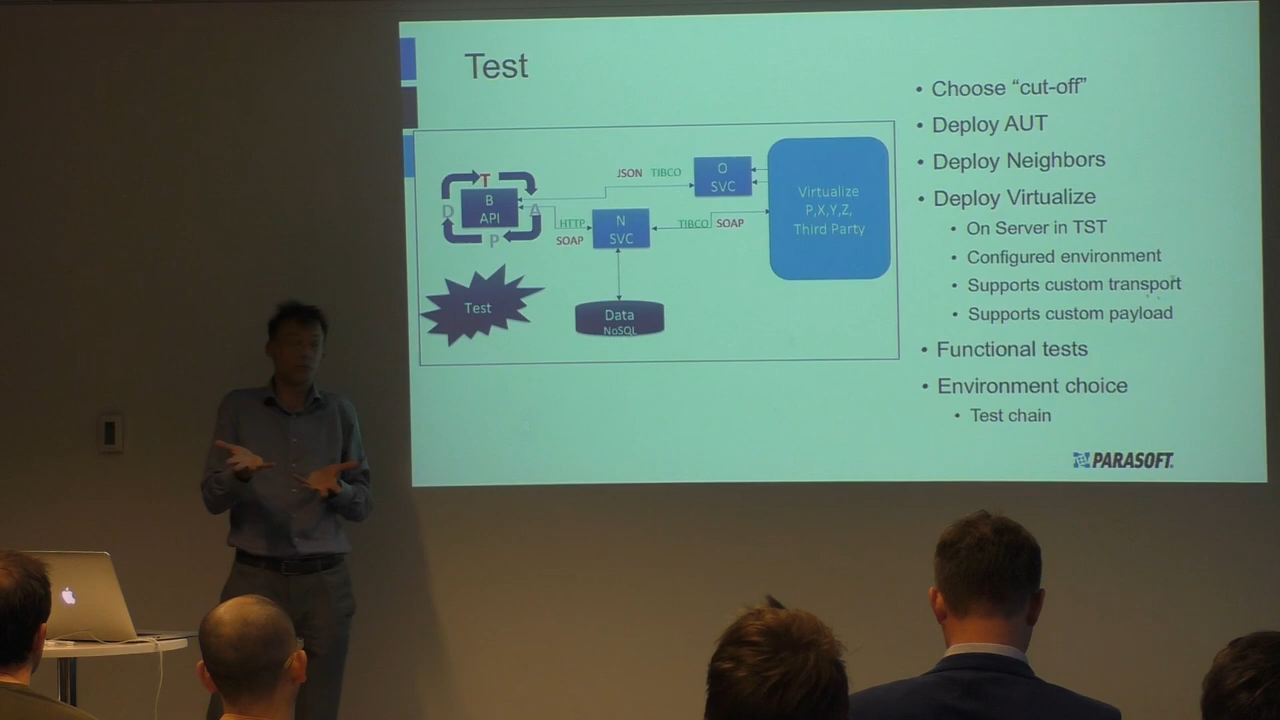 Test
T
D
B
API
A
P
JSON TIBCO
O
SVC
HTTP
SOAP
N
SVC
TIBCO SOAP
Virtualize
P,X,Y,Z,
Third Party
Test
Data
NoSQL
• Choose “cut-off”
• Deploy AUT
• Deploy Neighbors
• Deploy Virtualize
• On Server in TST
• Configured environment
• Supports custom transport
• Supports custom payload
• Functional tests
• Environment choice
• Test chain
PARASOFT.